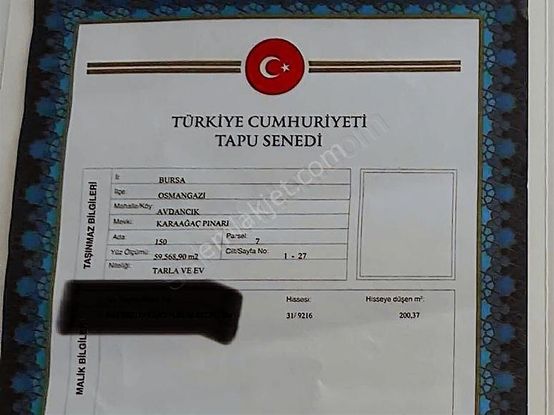 TÜRKİYE CUMHURİYETİ
TAPU SENEDİ
TAŞINMAZ BİLGİLERİ
İl: BURSA
İlçe: OSMANGAZİ
Mahalle/Köy: AVDANCIK
Mevki: KARAAĞAÇ PINARI
Ada 150 Parsel: 7
Yüz Ölçümü: 59.568,90 m2 Cilt/Sayfa No: 1 - 27
Niteliği: TARLA VE EV
MALİK BİLGİLERİ
Hissesi: Hisseye düşen m²:
31/ 9216 200,37